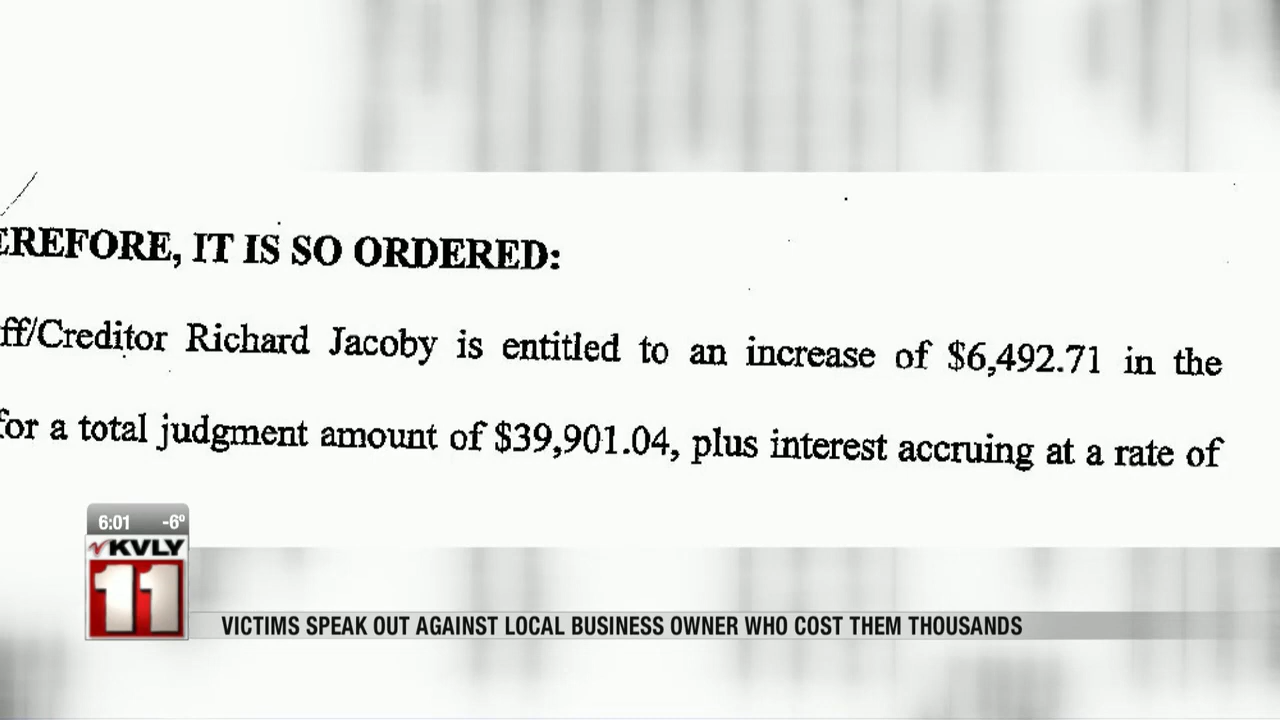 EREFORE, IT IS SO ORDERED:
ff/Creditor Richard Jacoby is entitled to an increase of $6,492.71 in the
for a total judgment amount of $39,901.04, plus interest accruing at a rate of
6:01 -6°
KVLY
11
VICTIMS SPEAK OUT AGAINST LOCAL BUSINESS OWNER WHO COST THEM THOUSANDS